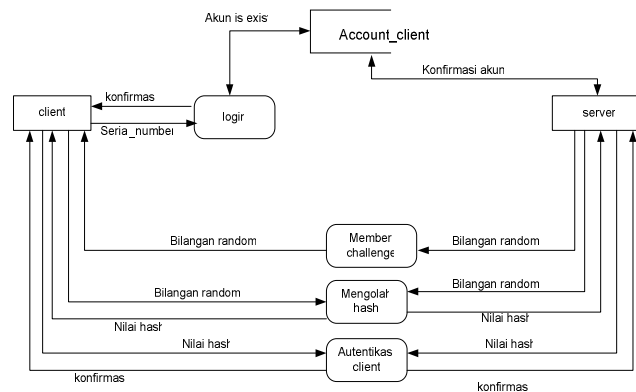 Akun is exis
Account_client
Konfirmasi akun
konfirmas
client
logir
server
Seria_number
Bilangan random
Member
challenge
Bilangan random
Bilangan random
Mengolah
hash
Bilangan random
Nilai hash
Nilai hash
Nilai hash
Autentikas
client
Nilai hash
konfirmas
konfirmas